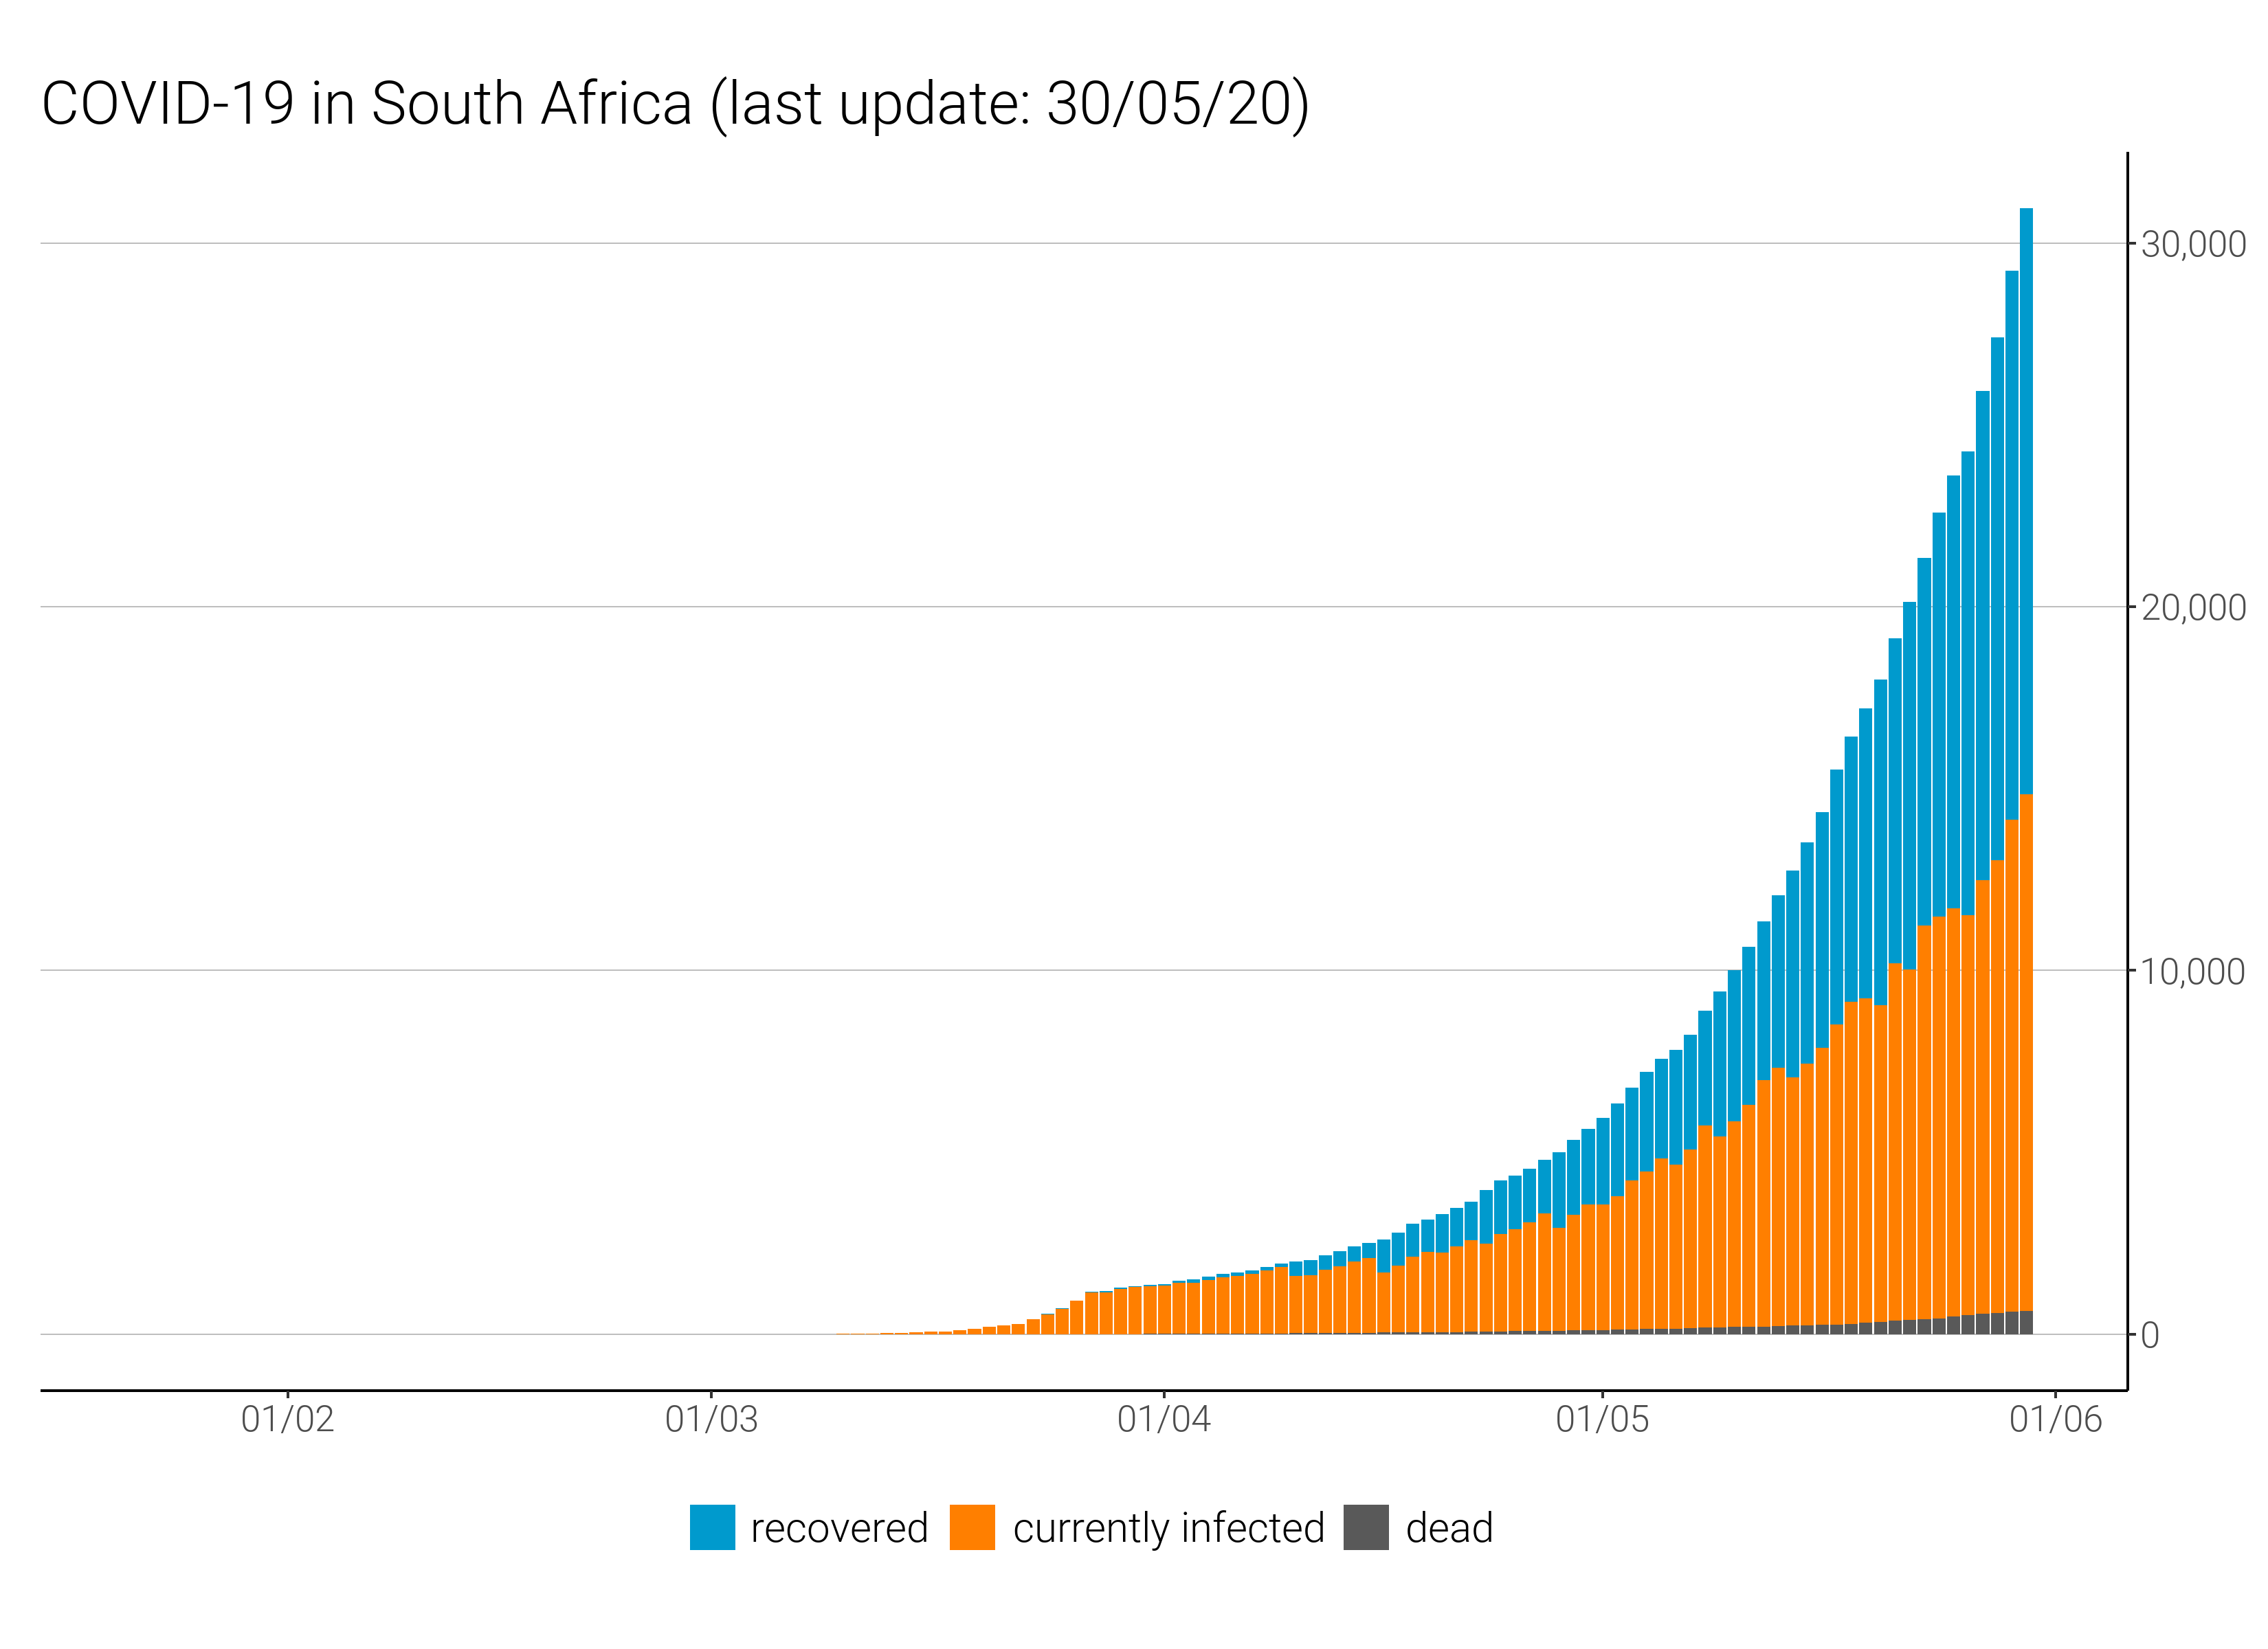 COVID-19 in South Africa (last update: 30/05/20)
30,000
20,000
10,000
0
01/02 01/03 01/04 01/05 01/06
recovered currently infected dead